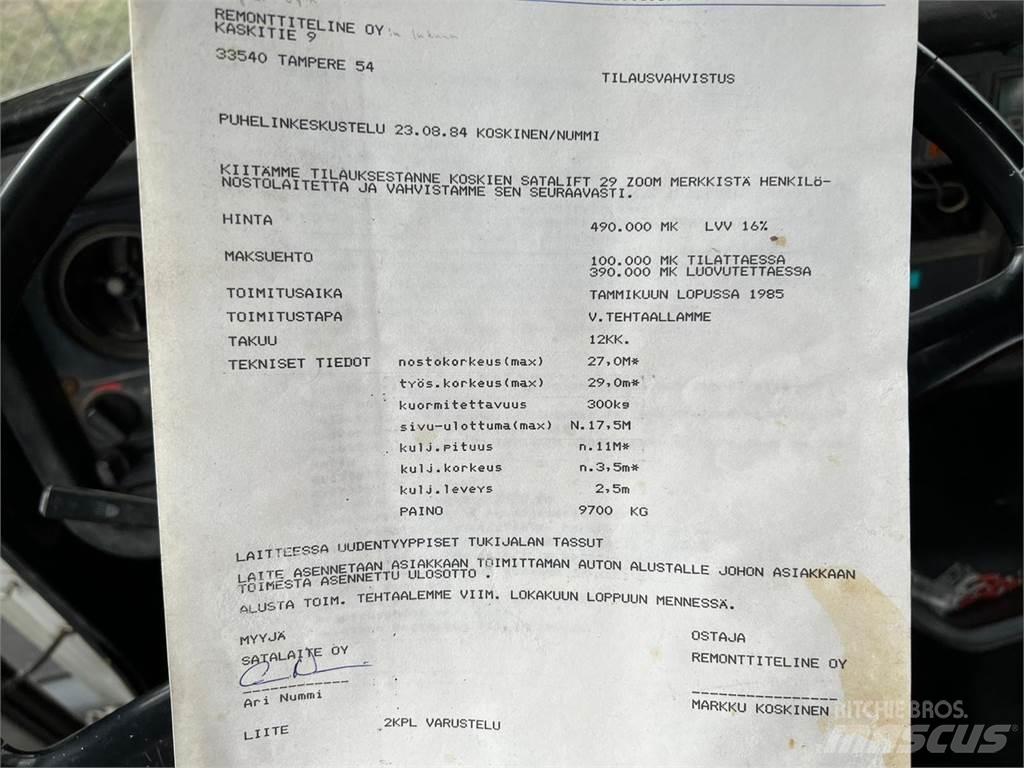 REMONTTITELINE OY
KASKITIE 9
33540 TAMPERE 54
TILAUSVAHVISTUS
PUHELINKESKUSTELU 23.08.84 KOSKINEN/NUMMI
KIITÄMME TILAUKSESTANNE KOSKIEN SATALIFT 29 ZOOM MERKKISTÄ HENKILÖ-
NOSTOLAITETTA JA VAHVISTAMME SEN SEURAAVASTI.
HINTA 490.000 MK LVV 16%
MAKSUEHTO 100.000 MK TILATTAESSA
390.000 MK LUOVUTETTAESSA
TOIMITUSAIKA TAMMIKUUN LOPUSSA 1985
TOIMITUSTAPA V.TEHTAALLAMME
TAKUU 12KK.
TEKNISET TIEDOT nostokorkeus(max) 27,0M*
työs.korkeus(max) 29,0m*
kuormitettavuus 300kg
sivu-ulottuma(max) N.17,5M
kulj.pituus n.11M*
kulj.korkeus n.3,5m*
kulj.leveys 2,5m
PAINO 9700 KG
LAITTEESSA UUDENTYYPPISET TUKIJALAN TASSUT
LAITE ASENNETAAN ASIAKKAAN TOIMITTAMAN AUTON ALUSTALLE JOHON ASIAKKAAN
TOIMESTA ASENNETTU ULOSOTTO .
ALUSTA TOIM. TEHTAALEMME VIIM. LOKAKUUN LOPPUUN MENNESSÄ.
MYYJÄ OSTAJA
SATALAITE OY REMONTTITELINE OY
Ari Nummi MARKKU KOSKINEN
LIITE 2KPL VARUSTELU
RITCHIE BROS.
mascus